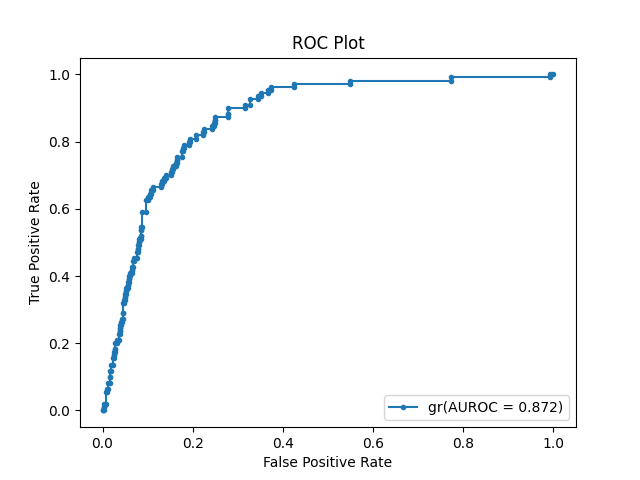 ROC Plot
True Positive Rate
1.0
0.8
0.6
0.4
0.2
0.0
gr(AUROC = 0.872)
0.0 0.2 0.4 0.6 0.8 1.0
False Positive Rate